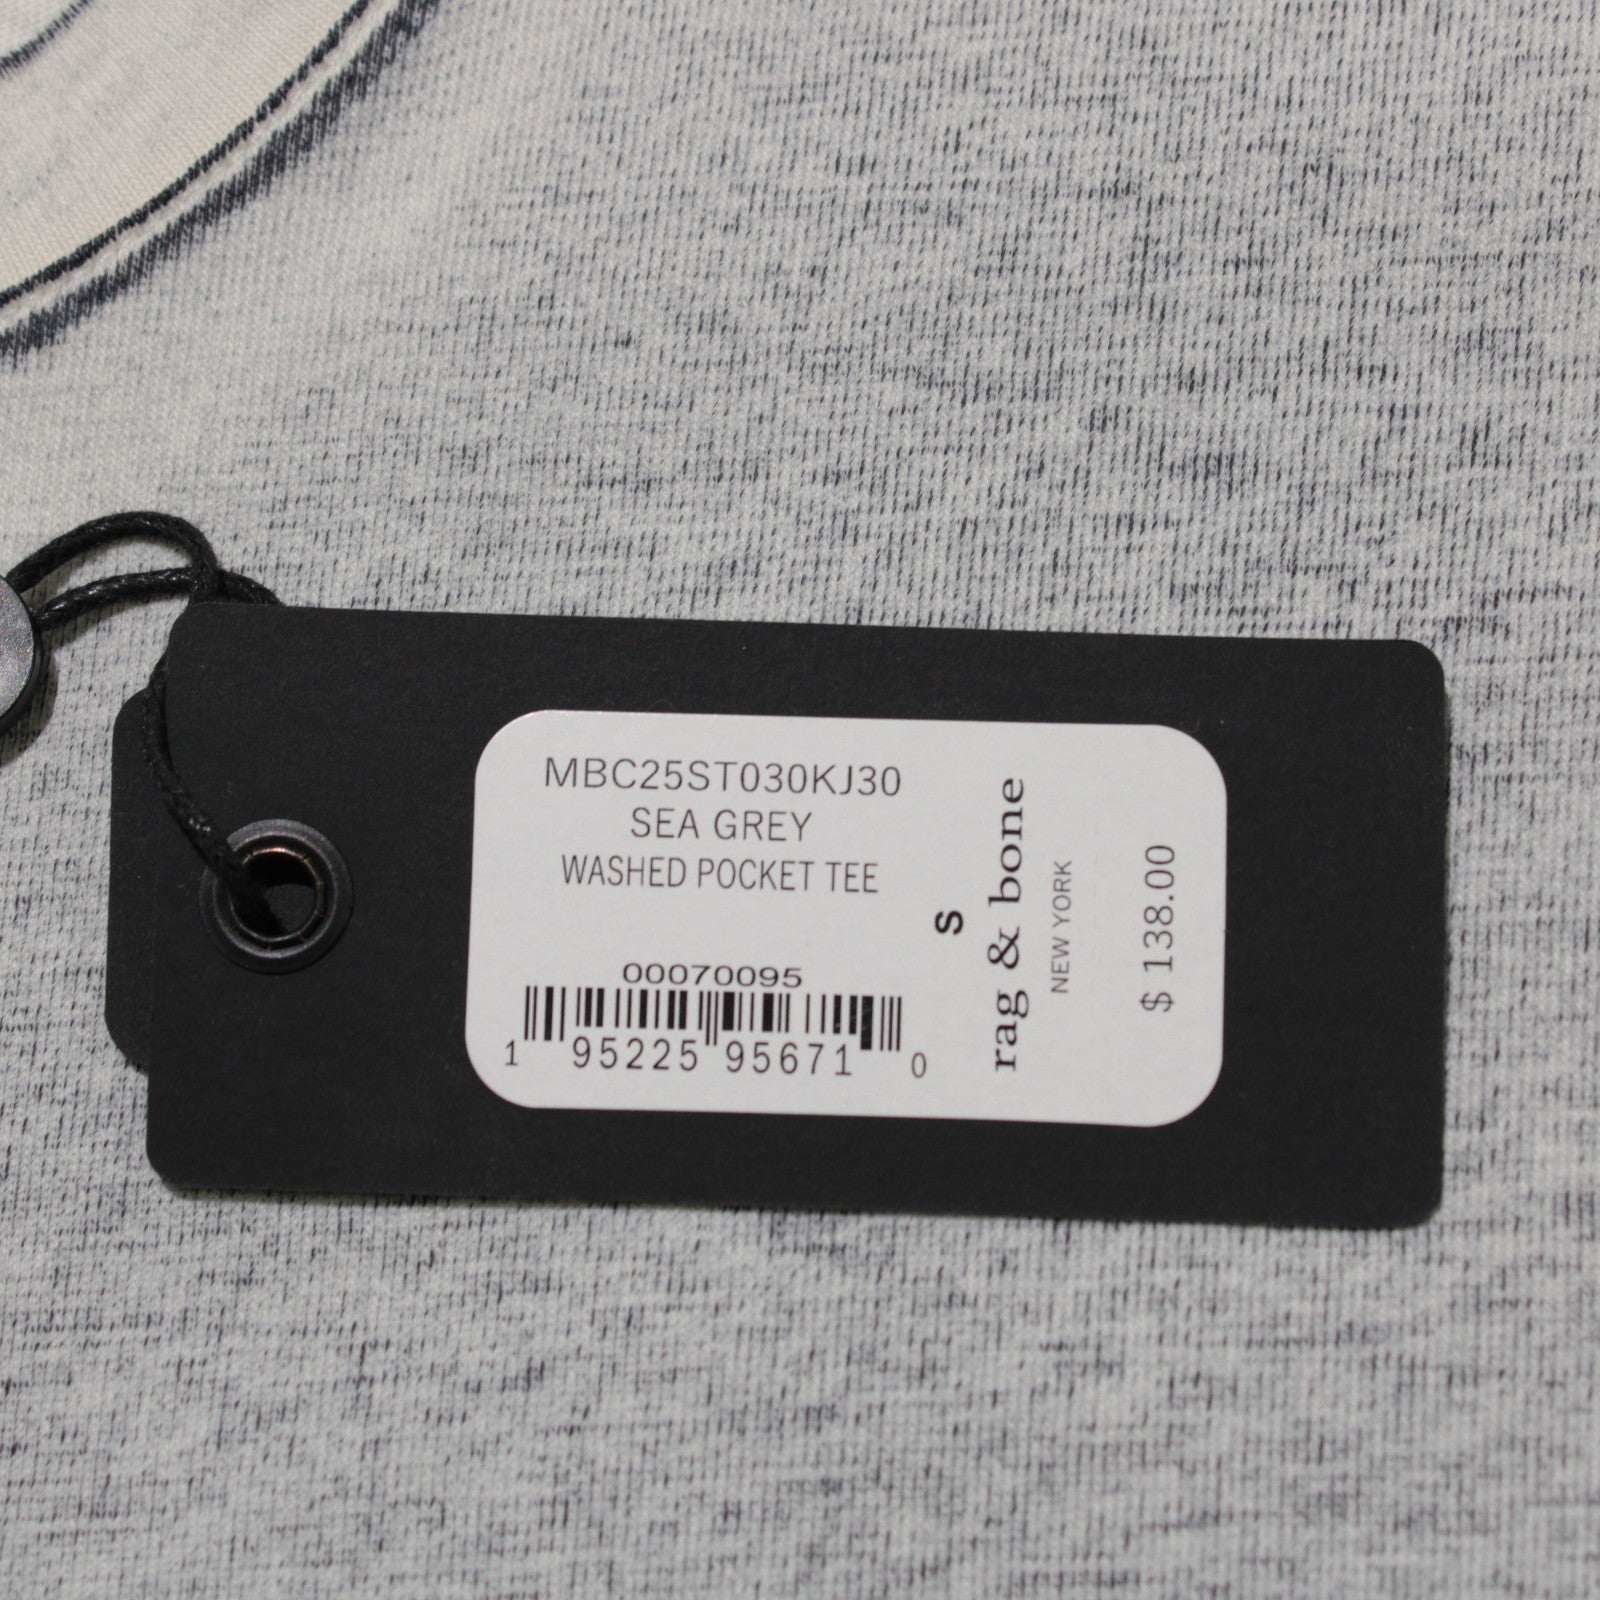 MBC25ST030KJ30
SEA GREY
WASHED POCKET TEE
00070095
1 95225 95671 0
S
rag & bone
NEW YORK
$ 138.00